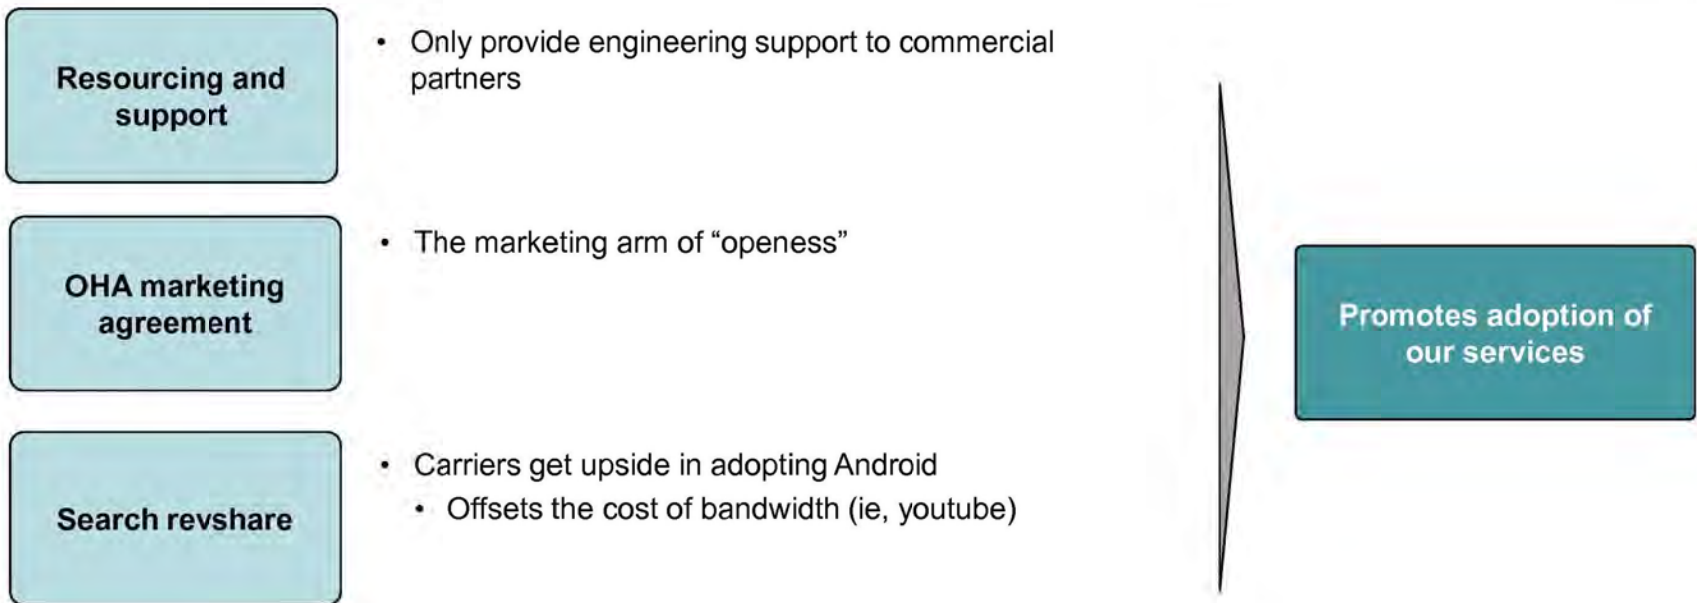 Resourcing and
support
• Only provide engineering support to commercial
partners
OHA marketing
agreement
• The marketing arm of “openess”
Search revshare
• Carriers get upside in adopting Android
• Offsets the cost of bandwidth (ie, youtube)
Promotes adoption of
our services